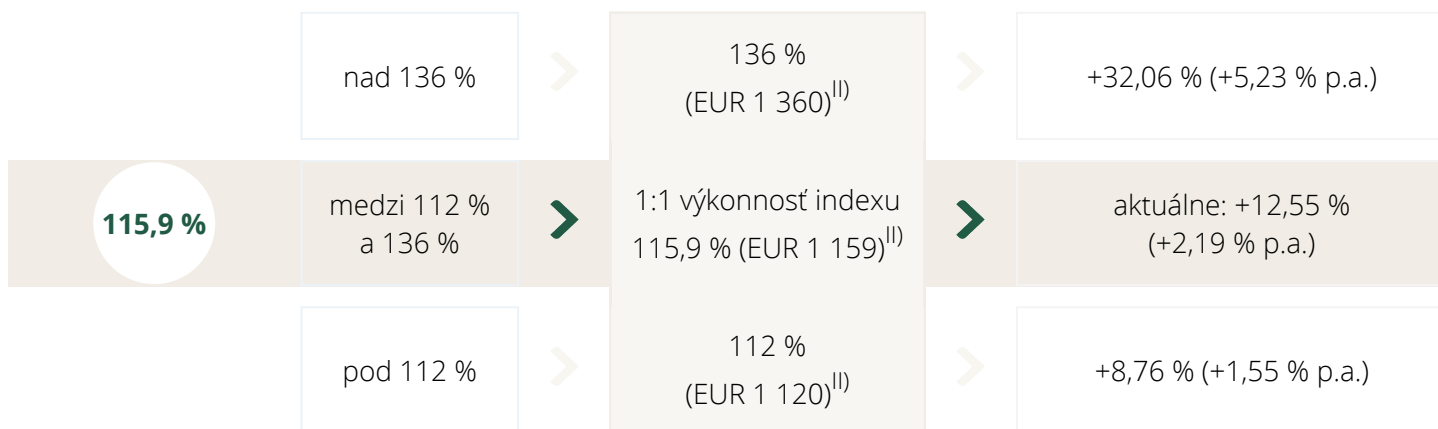 nad 136 %
136 %
(EUR 1 360)II)
+32,06 % (+5,23 % p.a.)
115,9 %
medzi 112 %
a 136 %
1:1 výkonnosť indexu
115,9 % (EUR 1 159)II)
aktuálne: +12,55 %
(+2,19 % p.a.)
pod 112 %
112 %
(EUR 1 120)II)
+8,76 % (+1,55 % p.a.)